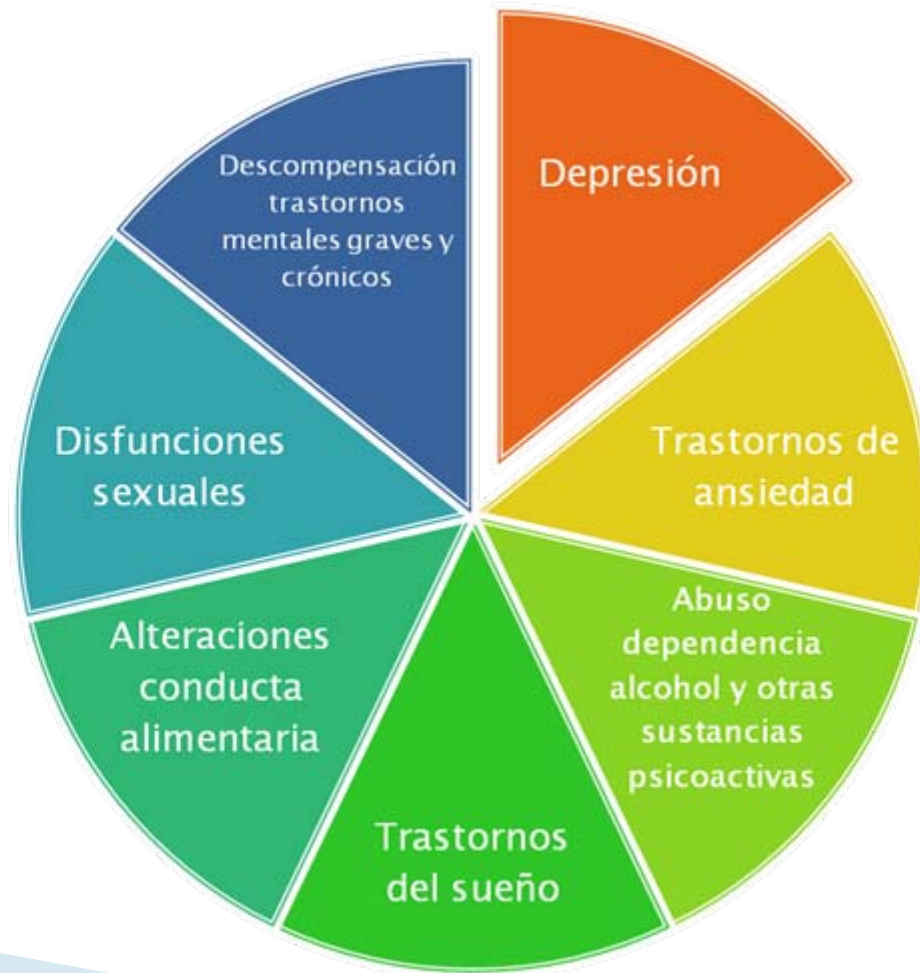 Depresión
Trastornos de
ansiedad
Abuso
dependencia
alcohol y otras
sustancias
psicoactivas
Trastornos
del sueño
Alteraciones
conducta
alimentaria
Disfunciones
sexuales
Descompensación
trastornos
mentales graves y
crónicos